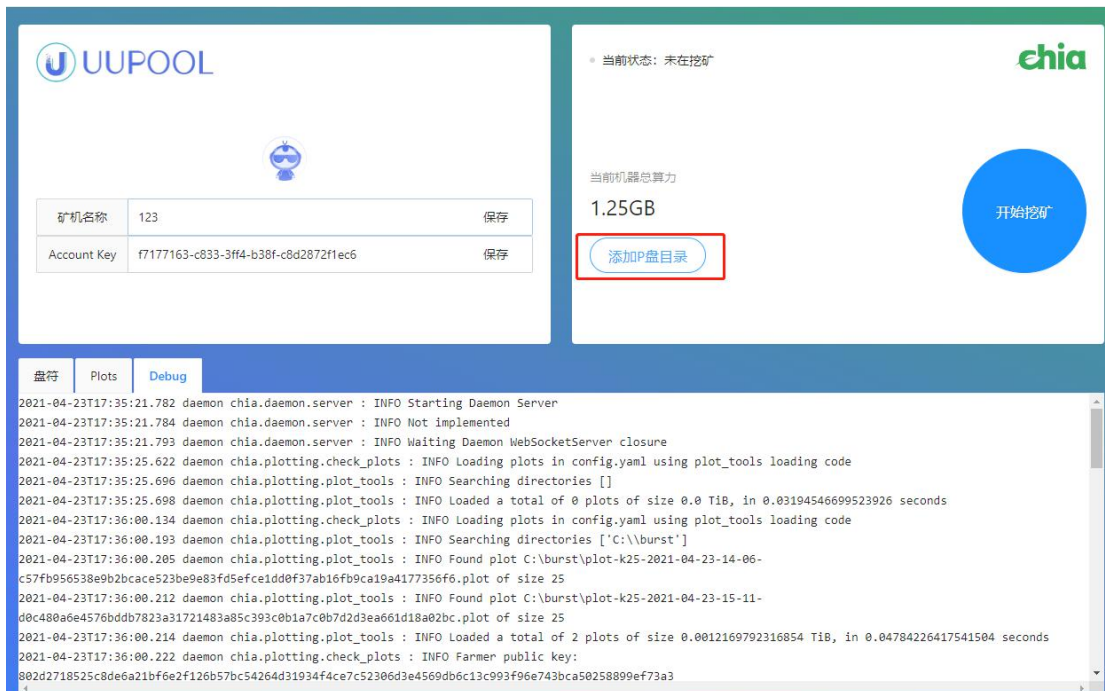 UUPOOL
矿机名称 123 保存
Account Key f7177163-c833-3ff4-b38f-c8d2872f1ec6 保存
当前状态：未在挖矿
chia
当前机器总算力
1.25GB
添加P盘目录
开始挖矿
盘符 Plots Debug
2021-04-23T17:35:21.782 daemon chia.daemon.server : INFO Starting Daemon Server
2021-04-23T17:35:21.784 daemon chia.daemon.server : INFO Not implemented
2021-04-23T17:35:21.793 daemon chia.daemon.server : INFO Waiting Daemon WebSocketServer closure
2021-04-23T17:35:25.622 daemon chia.plotting.check_plots : INFO Loading plots in config.yaml using plot_tools loading code
2021-04-23T17:35:25.696 daemon chia.plotting.plot_tools : INFO Searching directories []
2021-04-23T17:35:25.698 daemon chia.plotting.plot_tools : INFO Loaded a total of 0 plots of size 0.0 TiB, in 0.03194546699523926 seconds
2021-04-23T17:36:00.134 daemon chia.plotting.check_plots : INFO Loading plots in config.yaml using plot_tools loading code
2021-04-23T17:36:00.193 daemon chia.plotting.plot_tools : INFO Searching directories ['C:\\burst']
2021-04-23T17:36:00.205 daemon chia.plotting.plot_tools : INFO Found plot C:\burst\plot-k25-2021-04-23-14-06-
c57fb956538e9b2bcace523be9e83fd5efce1dd0f37ab16fb9ca19a4177356f6.plot of size 25
2021-04-23T17:36:00.212 daemon chia.plotting.plot_tools : INFO Found plot C:\burst\plot-k25-2021-04-23-15-11-
d0c480a6e4576bddb7823a31721483a85c393c0b1a7c0b7d2d3ea661d18a02bc.plot of size 25
2021-04-23T17:36:00.214 daemon chia.plotting.plot_tools : INFO Loaded a total of 2 plots of size 0.0012169792316854 TiB, in 0.04784226417541504 seconds
2021-04-23T17:36:00.222 daemon chia.plotting.check_plots : INFO Farmer public key:
802d2718525c8de6a21bf6e2f126b57bc54264d31934f4ce7c52306d3e4569db6c13c993f96e743bca50258899ef73a3